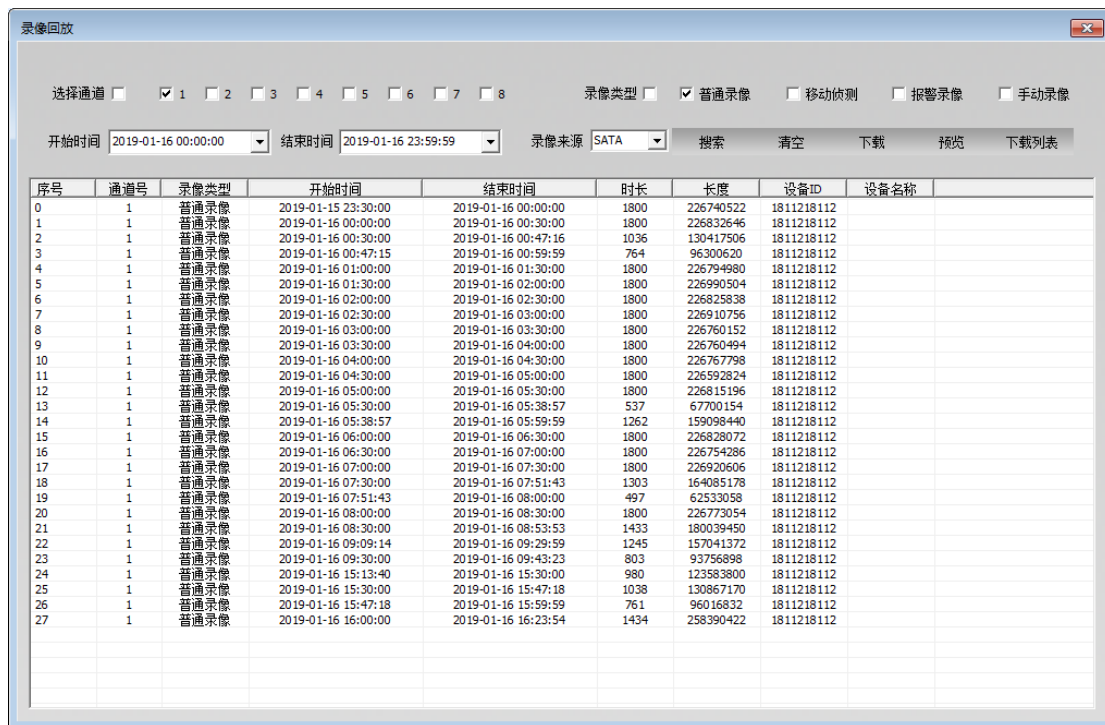 录像回放
选择通道 1 2 3 4 5 6 7 8 录像类型 普通录像 移动侦测 报警录像 手动录像
开始时间 2019-01-16 00:00:00 结束时间 2019-01-16 23:59:59 录像来源 SATA 搜索 清空 下载 预览 下载列表
序号 通道号 录像类型 开始时间 结束时间 时长 长度 设备ID 设备名称
0 1 普通录像 2019-01-15 23:30:00 2019-01-16 00:00:00 1800 226740522 1811218112
1 1 普通录像 2019-01-16 00:00:00 2019-01-16 00:30:00 1800 226832646 1811218112
2 1 普通录像 2019-01-16 00:30:00 2019-01-16 00:47:16 1036 130417506 1811218112
3 1 普通录像 2019-01-16 00:47:15 2019-01-16 00:59:59 764 96300620 1811218112
4 1 普通录像 2019-01-16 01:00:00 2019-01-16 01:30:00 1800 226794980 1811218112
5 1 普通录像 2019-01-16 01:30:00 2019-01-16 02:00:00 1800 226990504 1811218112
6 1 普通录像 2019-01-16 02:00:00 2019-01-16 02:30:00 1800 226825838 1811218112
7 1 普通录像 2019-01-16 02:30:00 2019-01-16 03:00:00 1800 226910756 1811218112
8 1 普通录像 2019-01-16 03:00:00 2019-01-16 03:30:00 1800 226760152 1811218112
9 1 普通录像 2019-01-16 03:30:00 2019-01-16 04:00:00 1800 226760494 1811218112
10 1 普通录像 2019-01-16 04:00:00 2019-01-16 04:30:00 1800 226767798 1811218112
11 1 普通录像 2019-01-16 04:30:00 2019-01-16 05:00:00 1800 226592824 1811218112
12 1 普通录像 2019-01-16 05:00:00 2019-01-16 05:30:00 1800 226815196 1811218112
13 1 普通录像 2019-01-16 05:30:00 2019-01-16 05:38:57 537 67700154 1811218112
14 1 普通录像 2019-01-16 05:38:57 2019-01-16 05:59:59 1262 159098440 1811218112
15 1 普通录像 2019-01-16 06:00:00 2019-01-16 06:30:00 1800 226828072 1811218112
16 1 普通录像 2019-01-16 06:30:00 2019-01-16 07:00:00 1800 226754286 1811218112
17 1 普通录像 2019-01-16 07:00:00 2019-01-16 07:30:00 1800 226920606 1811218112
18 1 普通录像 2019-01-16 07:30:00 2019-01-16 07:51:43 1303 164085178 1811218112
19 1 普通录像 2019-01-16 07:51:43 2019-01-16 08:00:00 497 62533058 1811218112
20 1 普通录像 2019-01-16 08:00:00 2019-01-16 08:30:00 1800 226773054 1811218112
21 1 普通录像 2019-01-16 08:30:00 2019-01-16 08:53:53 1433 180039450 1811218112
22 1 普通录像 2019-01-16 09:09:14 2019-01-16 09:29:59 1245 157041372 1811218112
23 1 普通录像 2019-01-16 09:30:00 2019-01-16 09:43:23 803 93756898 1811218112
24 1 普通录像 2019-01-16 15:13:40 2019-01-16 15:30:00 980 123583800 1811218112
25 1 普通录像 2019-01-16 15:30:00 2019-01-16 15:47:18 1038 130867170 1811218112
26 1 普通录像 2019-01-16 15:47:18 2019-01-16 15:59:59 761 96016832 1811218112
27 1 普通录像 2019-01-16 16:00:00 2019-01-16 16:23:54 1434 258390422 1811218112